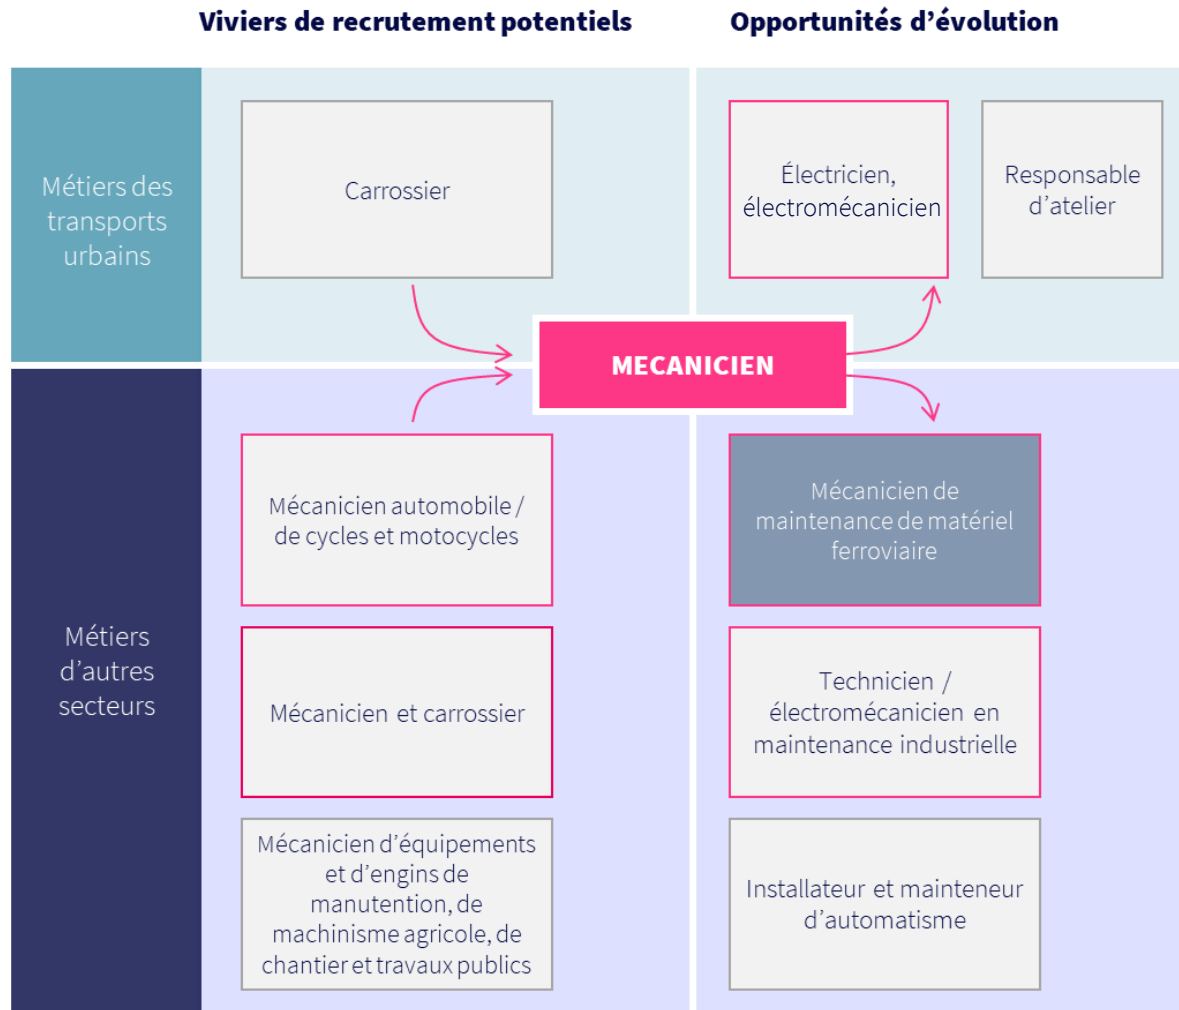 Viviers de recrutement potentiels
Opportunités d’évolution
Métiers des
transports
urbains
Carrossier
Électricien,
électromécanicien
Responsable
d’atelier
MECANICIEN
Métiers
d’autres
secteurs
Mécanicien automobile /
de cycles et motocycles
Mécanicien et carrossier
Mécanicien d’équipements
et d’engins de
manutention, de
machinisme agricole, de
chantier et travaux publics
Mécanicien de
maintenance de matériel
ferroviaire
Technicien /
électromécanicien en
maintenance industrielle
Installateur et mainteneur
d’automatisme